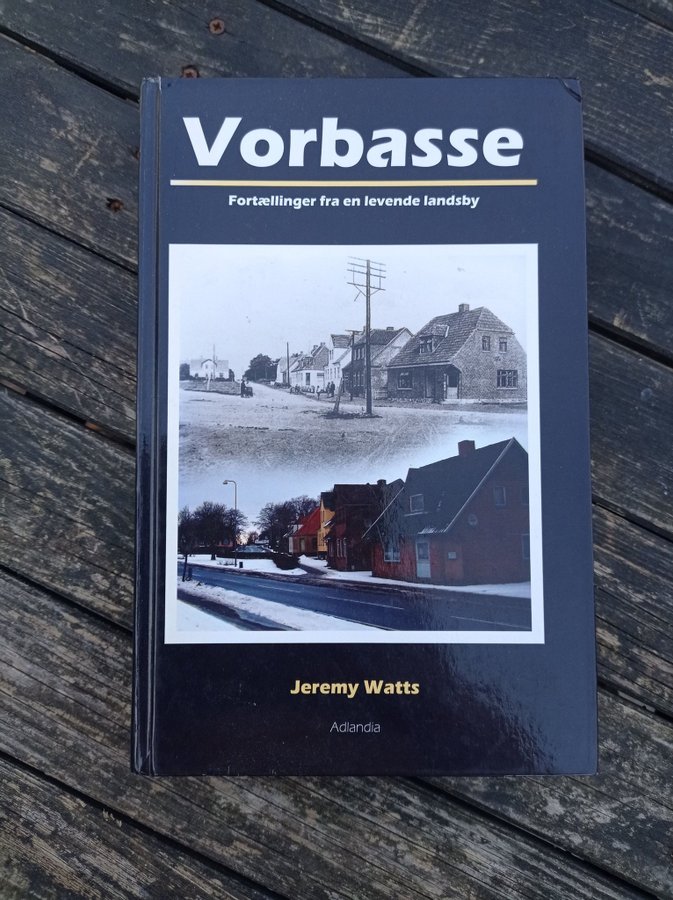 Vorbasse
Fortællinger fra en levende landsby
Jeremy Watts
Adlandia